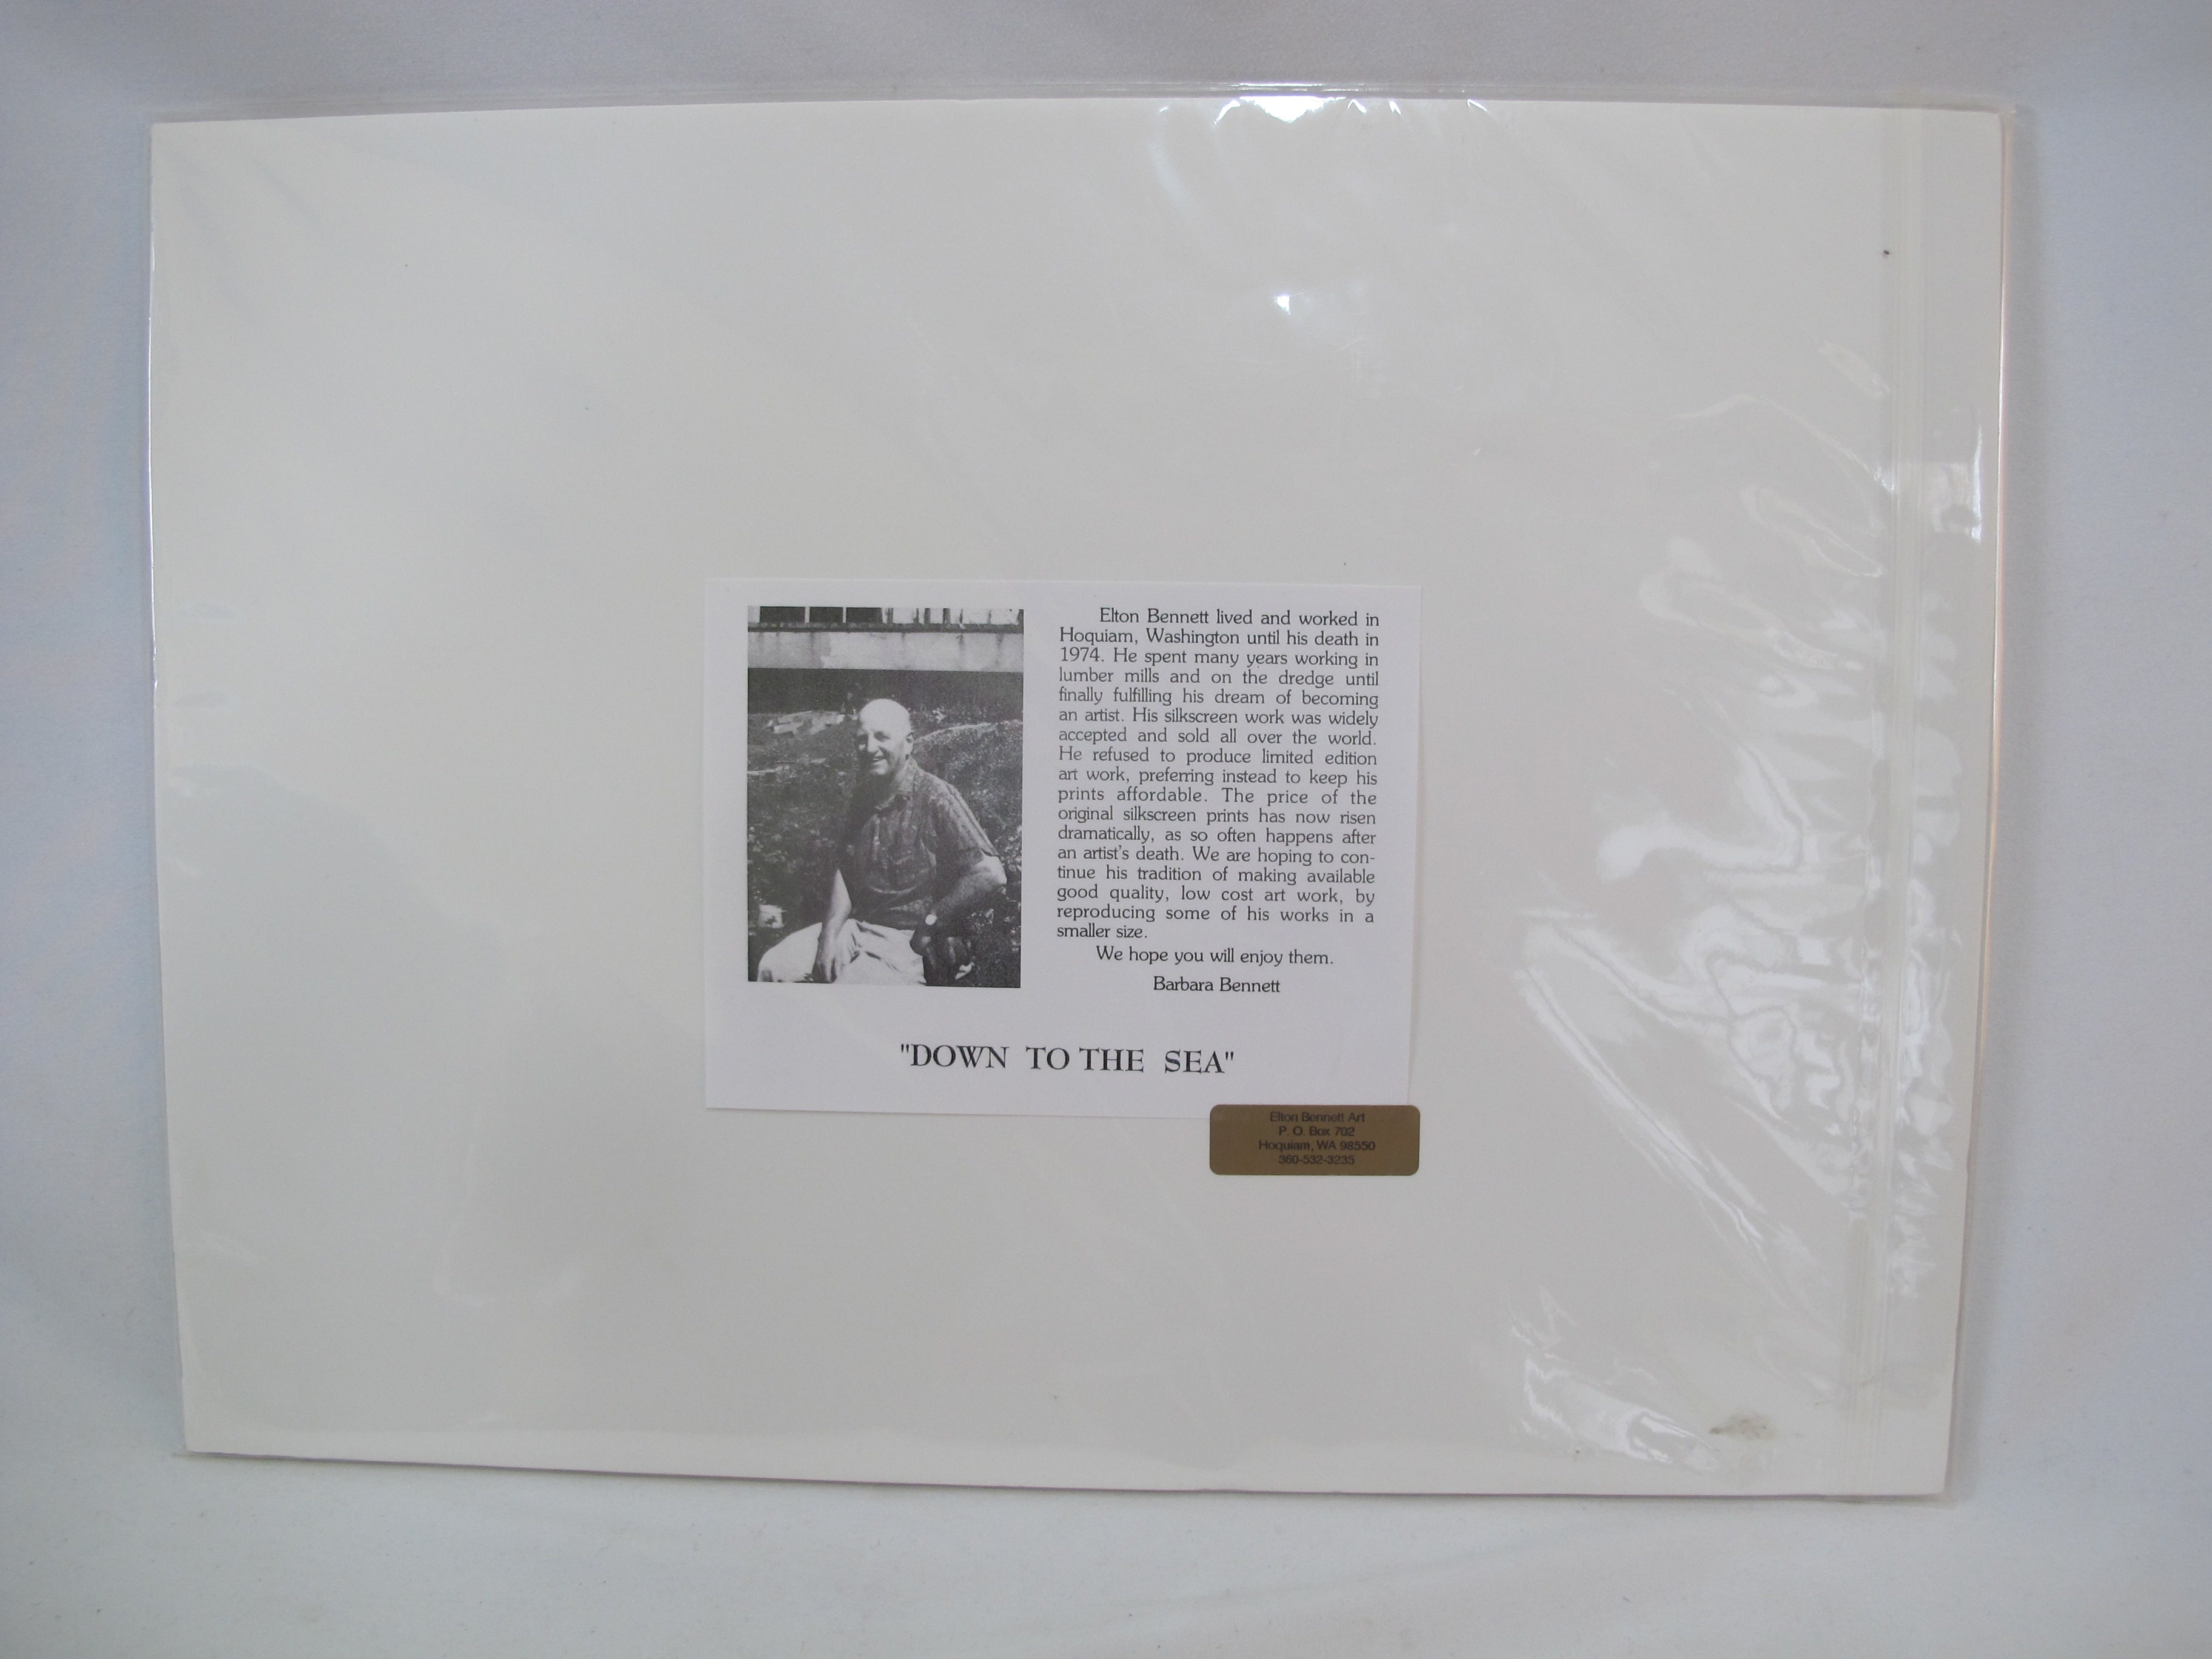 Elton Bennett lived and worked in
Hoquiam, Washington until his death in
1974. He spent many years working in
lumber mills and on the dredge until
finally fulfilling his dream of becoming
an artist. His silkscreen work was widely
accepted and sold all over the world.
He refused to produce limited edition
art work, preferring instead to keep his
prints affordable. The price of the
original silkscreen prints has now risen
dramatically, as so often happens after
an artist's death. We are hoping to con-
tinue his tradition of making available
good quality, low cost art work, by
reproducing some of his works in a
smaller size.
We hope you will enjoy them.
Barbara Bennett
"DOWN TO THE SEA"
Elton Bennett Art
P. O. Box 702
Hoquiam, WA 98550
360-532-3235